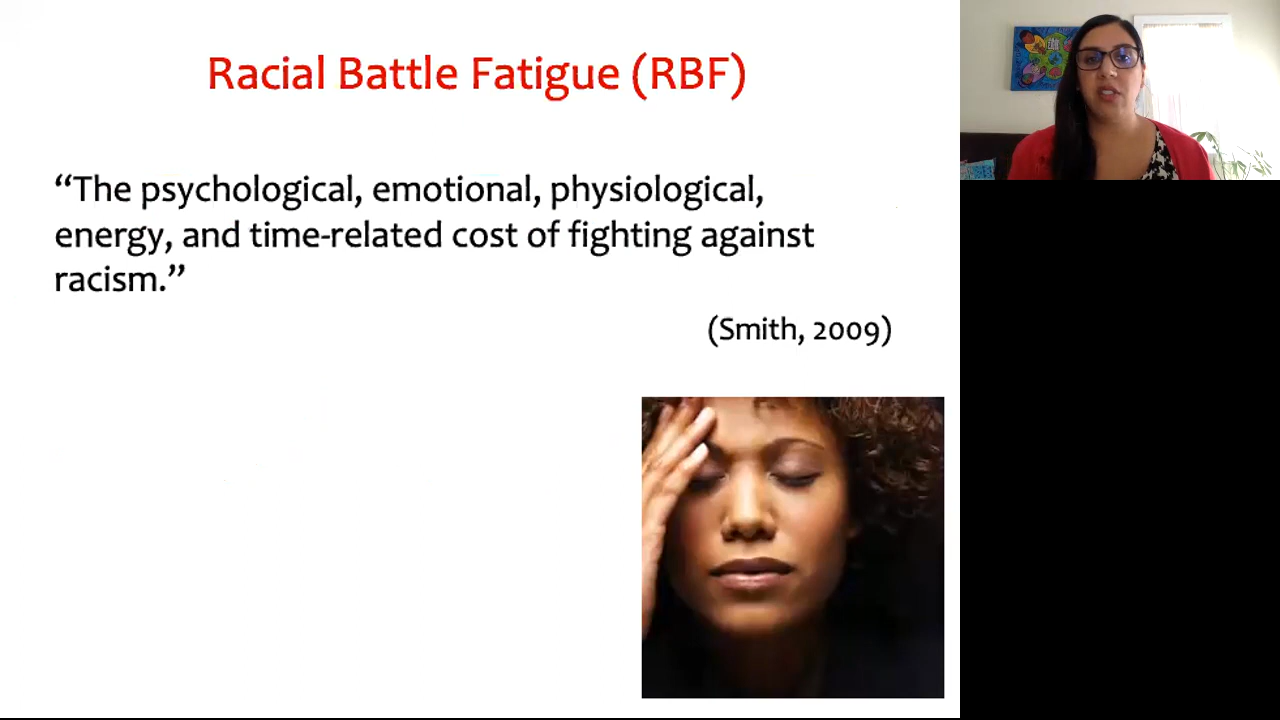 Racial Battle Fatigue (RBF)
“The psychological, emotional, physiological,
energy, and time-related cost of fighting against
racism.”
(Smith, 2009)